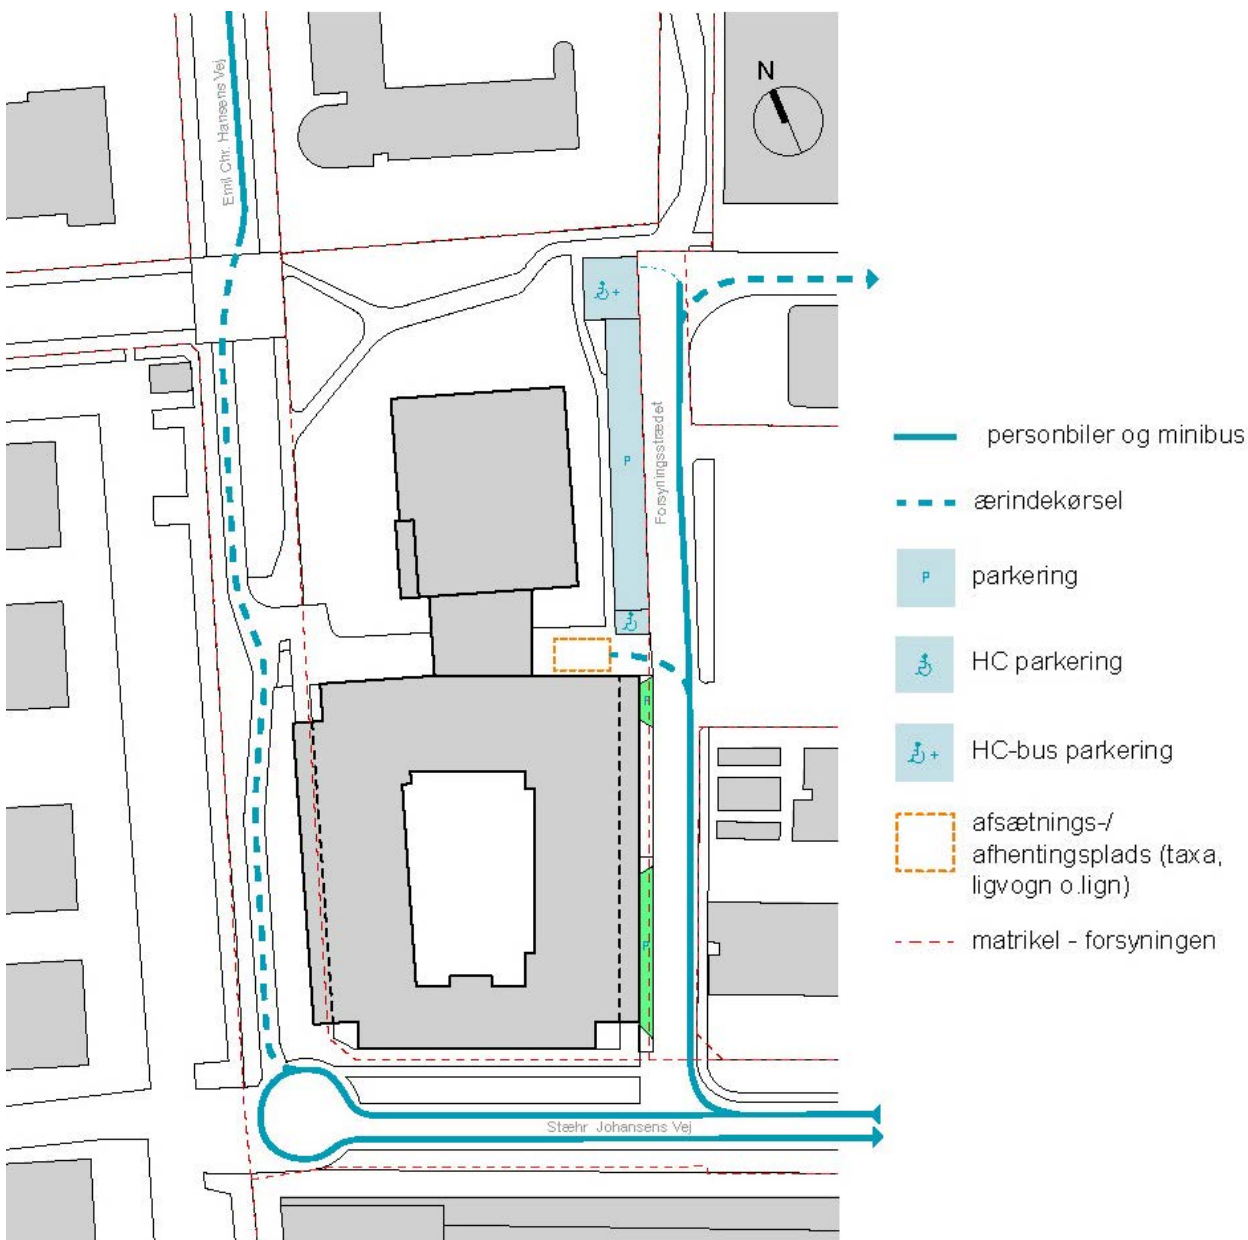 N
Emil Chr. Hansens Vej
+
P
Forsyningsstrædet
P
P
Stæhr Johansens Vej
personbiler og minibus
ærindekørsel
P
parkering
HC parkering
+
HC-bus parkering
afsætnings-/
afhentingsplads (taxa,
ligvogn o.lign)
matrikel - forsyningen